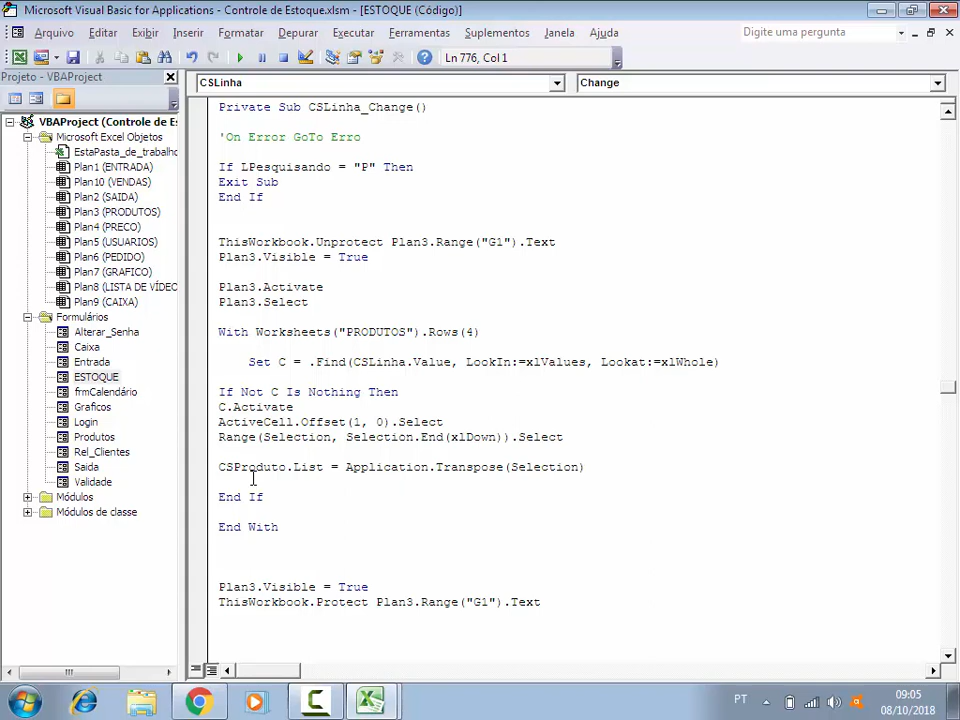 Microsoft Visual Basic for Applications - Controle de Estoque.xlsm - [ESTOQUE (Código)]
Arquivo Editar Exibir Inserir Formatar Depurar Executar Ferramentas Suplementos Janela Ajuda
Digite uma pergunta
Ln 776, Col 1
Projeto - VBAProject
CSLinha
Change
VBAProject (Controle de Es
Microsoft Excel Objetos
EstaPasta_de_trabalho
Plan1 (ENTRADA)
Plan10 (VENDAS)
Plan2 (SAIDA)
Plan3 (PRODUTOS)
Plan4 (PRECO)
Plan5 (USUARIOS)
Plan6 (PEDIDO)
Plan7 (GRAFICO)
Plan8 (LISTA DE VÍDEO
Plan9 (CAIXA)
Formulários
Alterar_Senha
Caixa
Entrada
ESTOQUE
frmCalendário
Graficos
Login
Produtos
Rel_Clientes
Saida
Validade
Módulos
Módulos de classe
Private Sub CSLinha_Change()
'On Error GoTo Erro
If LPesquisando = "P" Then
Exit Sub
End If
ThisWorkbook.Unprotect Plan3.Range("G1").Text
Plan3.Visible = True
Plan3.Activate
Plan3.Select
With Worksheets("PRODUTOS").Rows(4)
Set C = .Find(CSLinha.Value, LookIn:=xlValues, Lookat:=xlWhole)
If Not C Is Nothing Then
C.Activate
ActiveCell.Offset(1, 0).Select
Range(Selection, Selection.End(xlDown)).Select
CSProduto.List = Application.Transpose(Selection)
End If
End With
Plan3.Visible = True
ThisWorkbook.Protect Plan3.Range("G1").Text
PT
09:05
08/10/2018